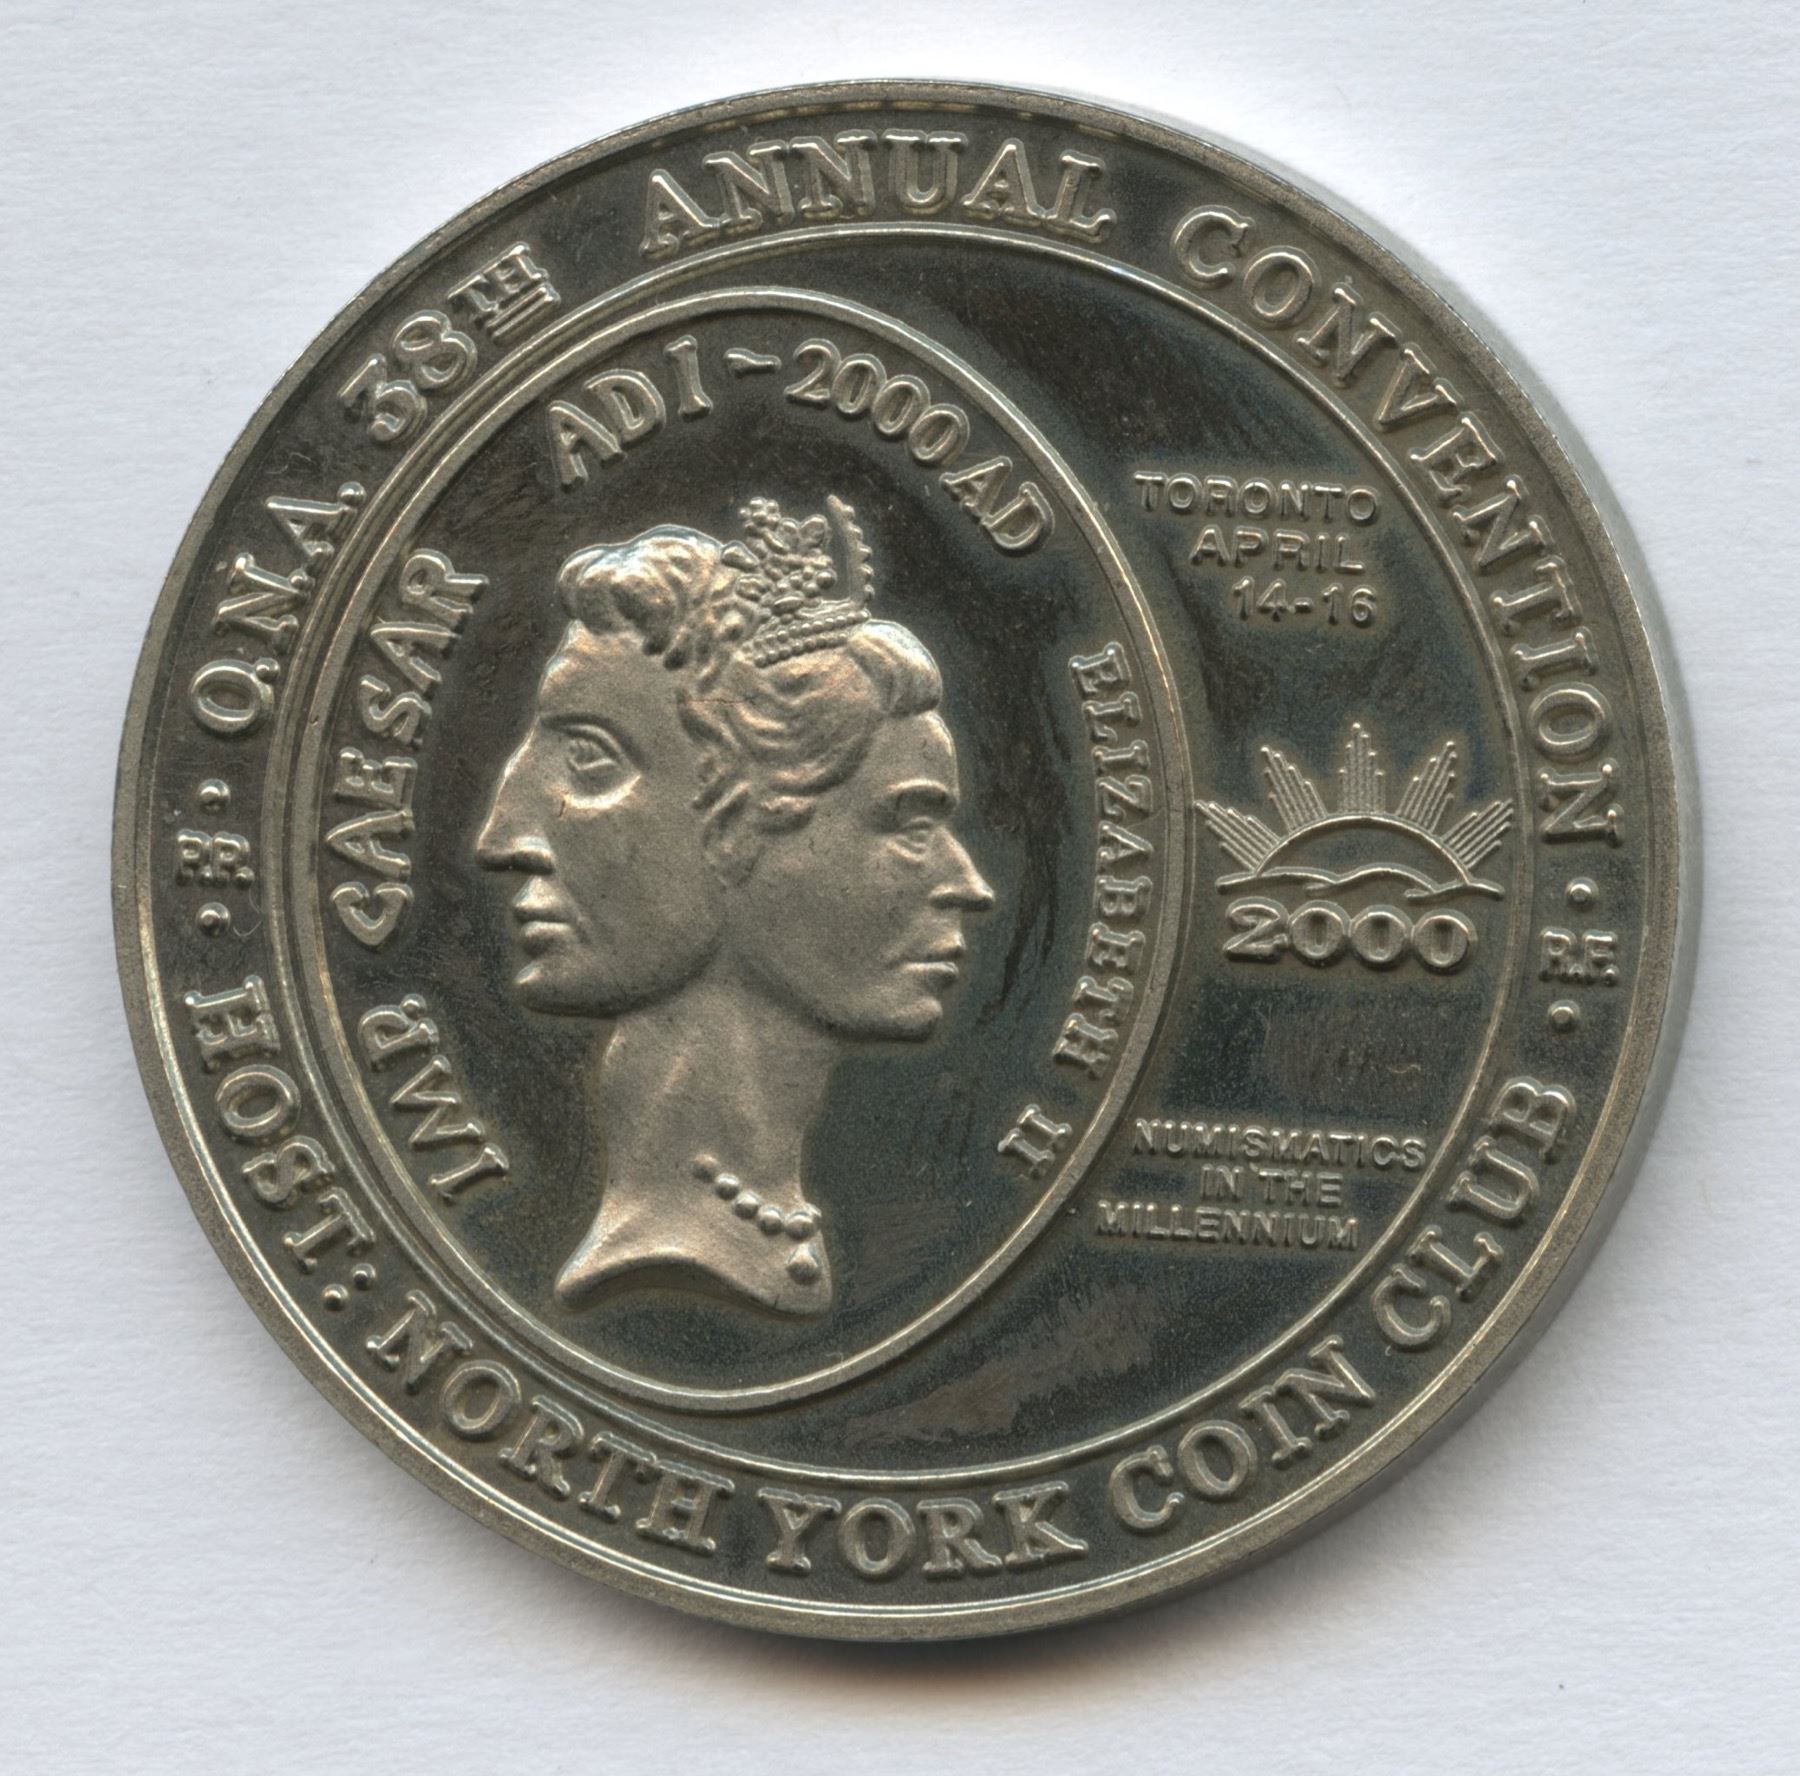 O.N.A. 38TH ANNUAL CONVENTION
· R.F. ·
HOST: NORTH YORK COIN CLUB
· P.P. ·
IMP. CAESAR
AD I - 2000 AD
ELIZABETH II
TORONTO
APRIL
14-16
2000
NUMISMATICS
IN THE
MILLENNIUM